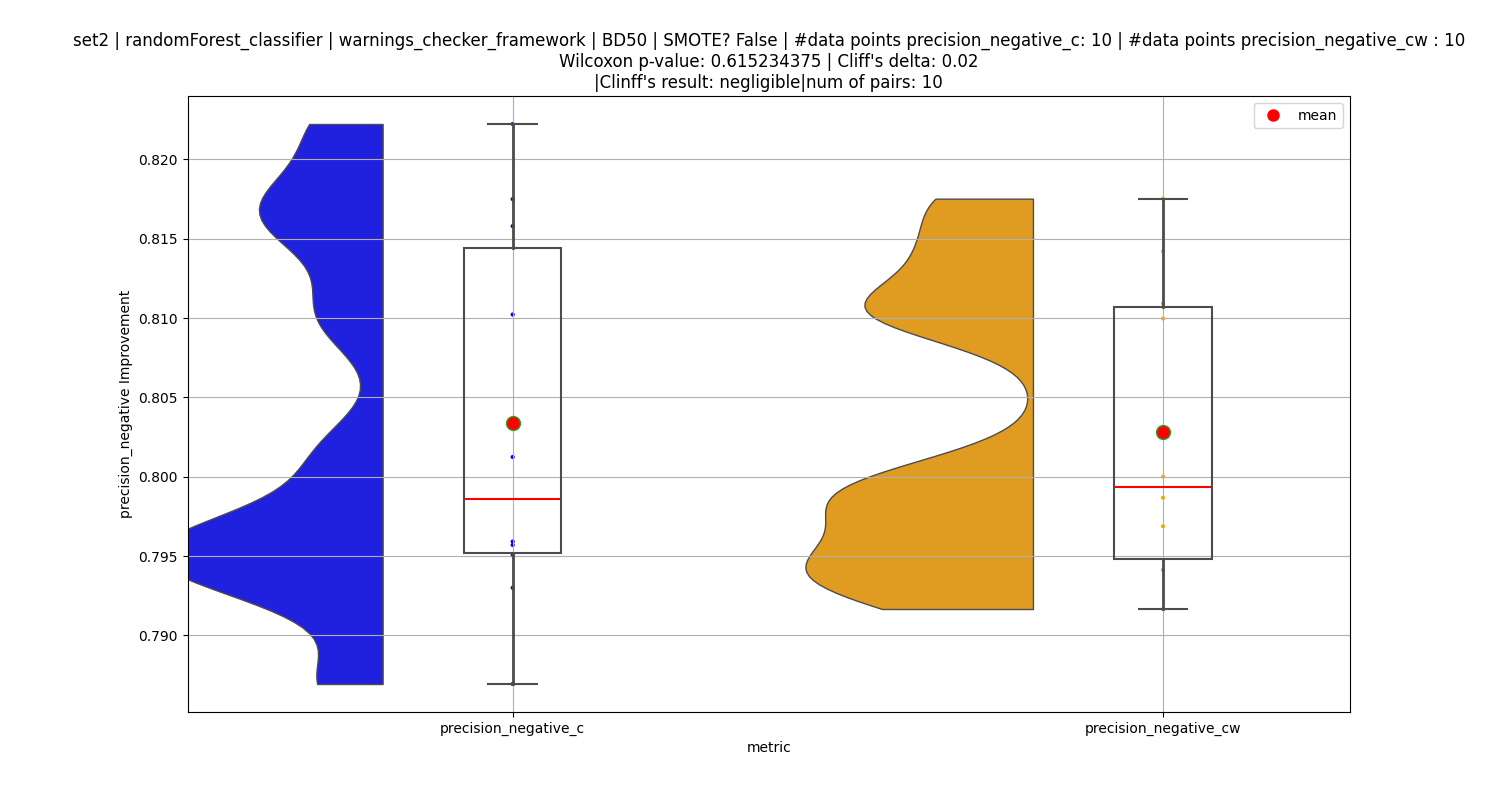 set2 | randomForest_classifier | warnings_checker_framework | BD50 | SMOTE? False | #data points precision_negative_c: 10 | #data points precision_negative_cw : 10
Wilcoxon p-value: 0.615234375 | Cliff's delta: 0.02
|Clinff's result: negligible|num of pairs: 10
mean
0.820
0.815
0.810
0.805
0.800
0.795
0.790
precision_negative Improvement
precision_negative_c
precision_negative_cw
metric